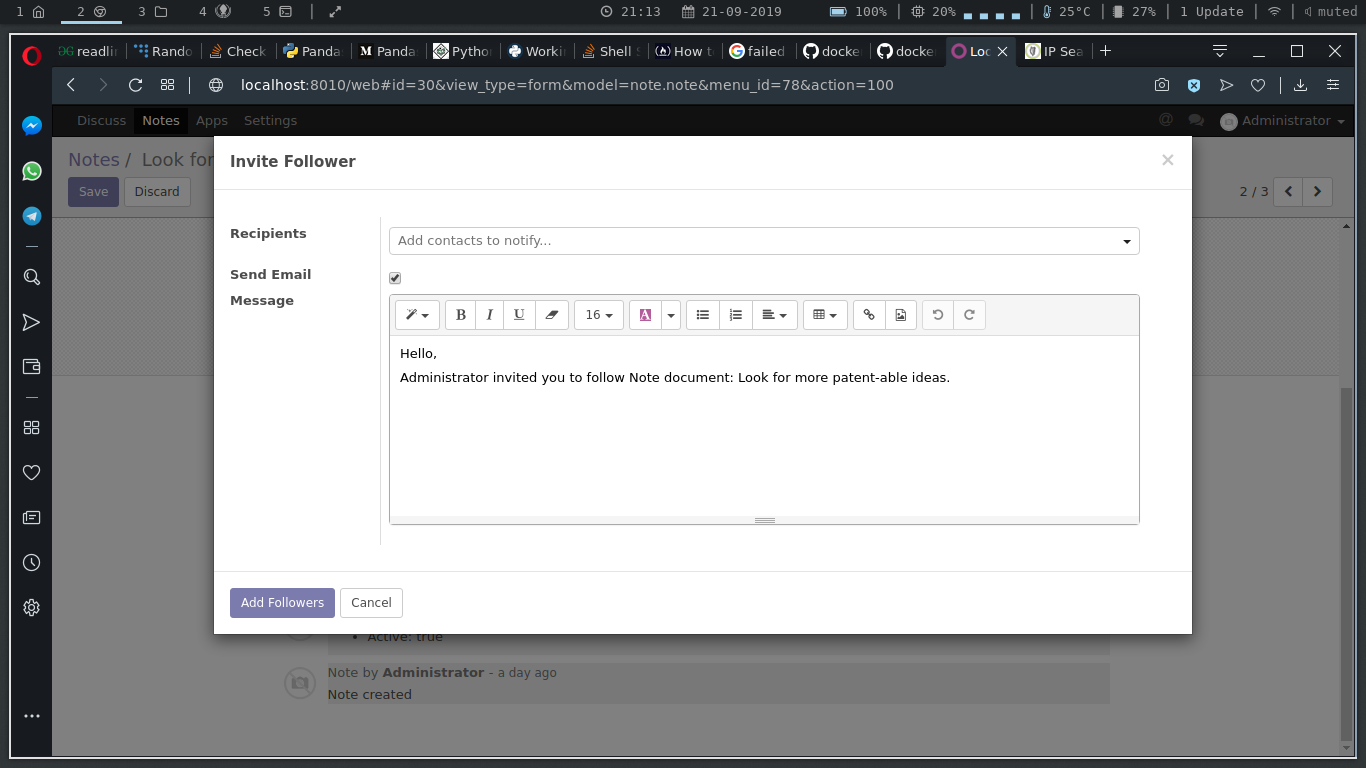 1 2 3 4 5 21:13 21-09-2019 100% 20% 25°C 27% 1 Update muted
readlin Rando Check Panda Panda Pytho Worki Shell S How t failed docke docke Loo IP Sea
localhost:8010/web#id=30&view_type=form&model=note.note&menu_id=78&action=100
Discuss Notes Apps Settings @ Administrator
Notes / Look for
Save Discard 2 / 3
Invite Follower ×
Recipients Add contacts to notify...
Send Email
Message
B I U 16 A
Hello,
Administrator invited you to follow Note document: Look for more patent-able ideas.
Add Followers Cancel
• Active: true
Note by Administrator - a day ago
Note created